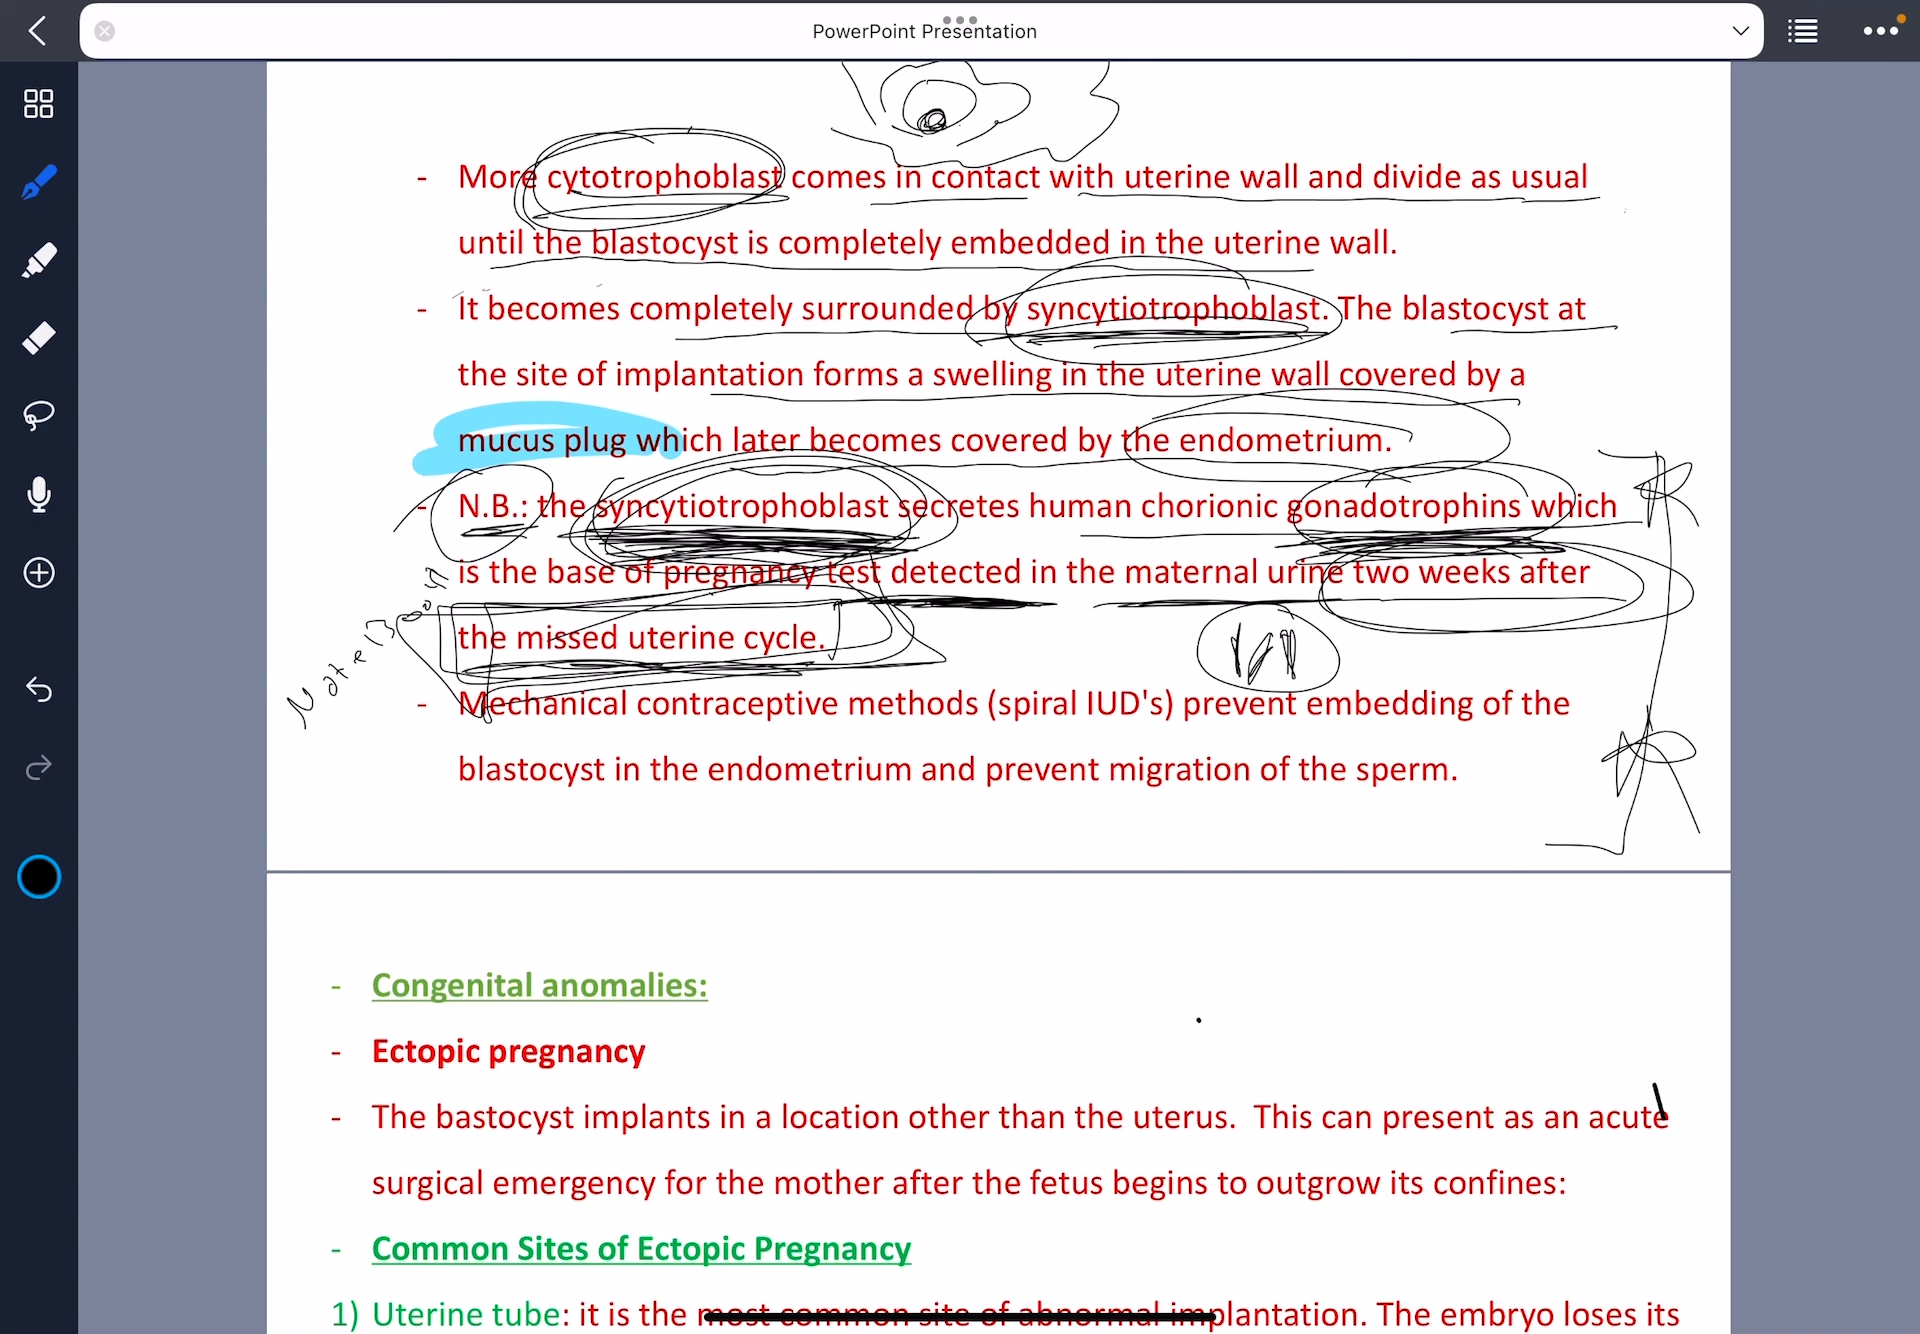 PowerPoint Presentation
- More cytotrophoblast comes in contact with uterine wall and divide as usual
until the blastocyst is completely embedded in the uterine wall.
- It becomes completely surrounded by syncytiotrophoblast. The blastocyst at
the site of implantation forms a swelling in the uterine wall covered by a
mucus plug which later becomes covered by the endometrium.
- N.B.: the syncytiotrophoblast secretes human chorionic gonadotrophins which
is the base of pregnancy test detected in the maternal urine two weeks after
the missed uterine cycle.
- Mechanical contraceptive methods (spiral IUD's) prevent embedding of the
blastocyst in the endometrium and prevent migration of the sperm.
- Congenital anomalies:
- Ectopic pregnancy
- The bastocyst implants in a location other than the uterus. This can present as an acute
surgical emergency for the mother after the fetus begins to outgrow its confines:
- Common Sites of Ectopic Pregnancy
1) Uterine tube: it is the most common site of abnormal implantation. The embryo loses its